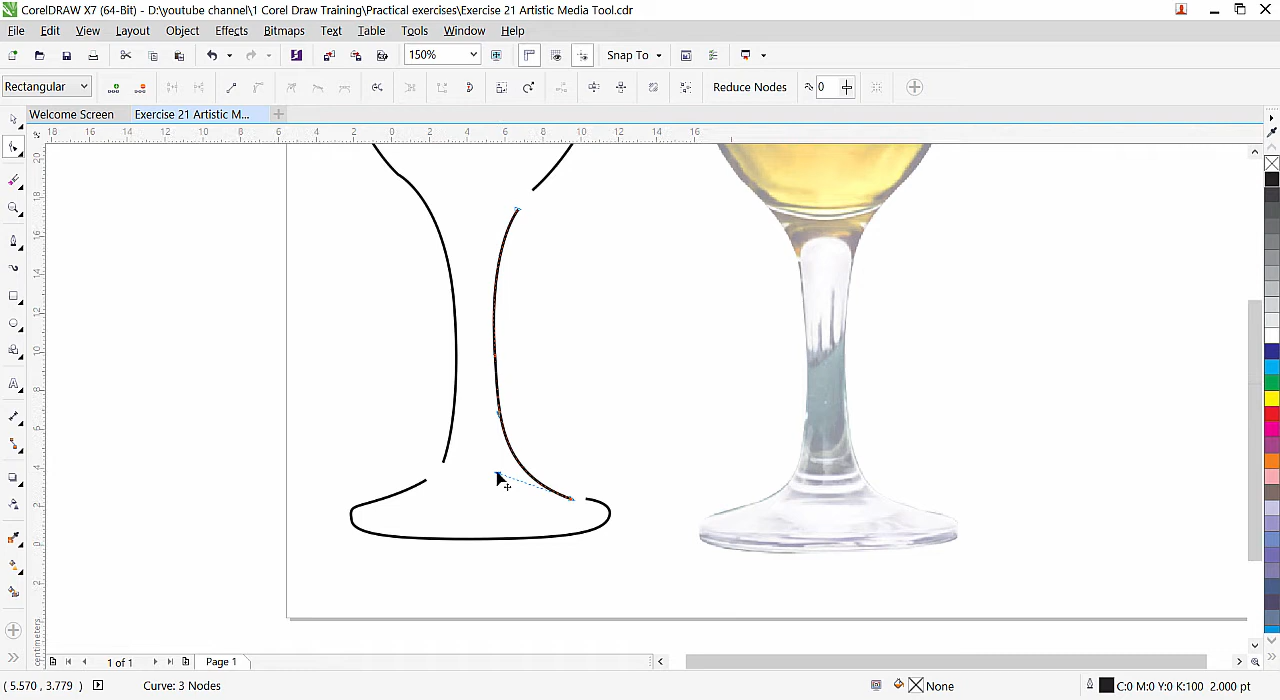 CorelDRAW X7 (64-Bit) - D:\youtube channel\1 Corel Draw Training\Practical exercises\Exercise 21 Artistic Media Tool.cdr
File Edit View Layout Object Effects Bitmaps Text Table Tools Window Help
150% Snap To
Rectangular Reduce Nodes 0
Welcome Screen Exercise 21 Artistic M...
18 16 14 12 10 8 6 4 2 0 2 4 6 8 10 12 14 16
20
18
16
14
12
10
8
6
4
2
0
2
centimeters
1 of 1 Page 1
( 5.570, 3.779 ) Curve: 3 Nodes None C:0 M:0 Y:0 K:100 2.000 pt